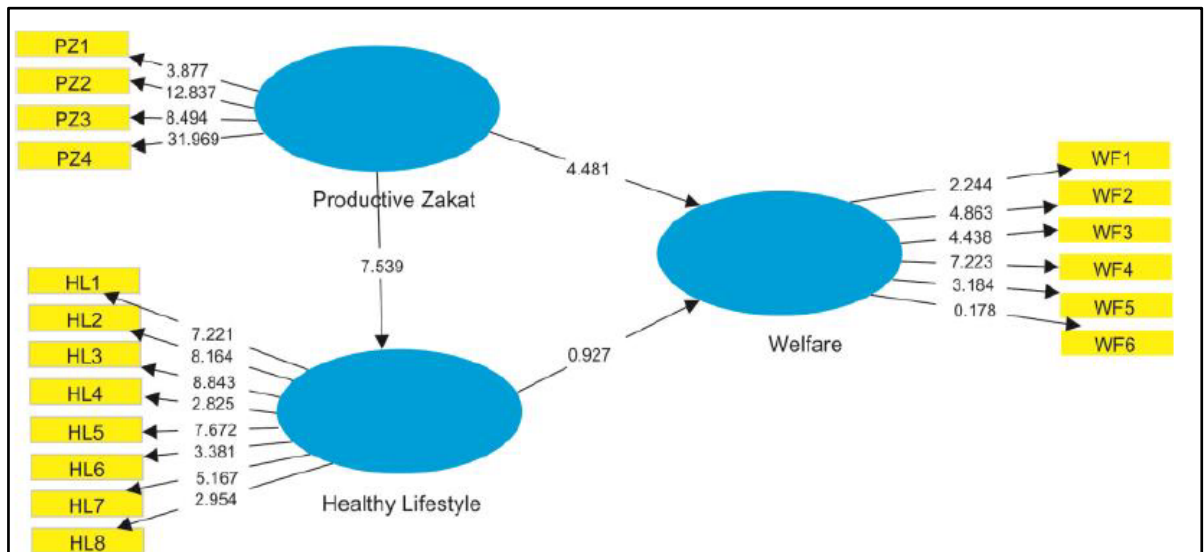 PZ1
PZ2
PZ3
PZ4
3.877
12.837
8.494
31.969
Productive Zakat
4.481
7.539
HL1
HL2
HL3
HL4
HL5
HL6
HL7
HL8
7.221
8.164
8.843
2.825
7.672
3.381
5.167
2.954
Healthy Lifestyle
0.927
Welfare
2.244
4.863
4.438
7.223
3.184
0.178
WF1
WF2
WF3
WF4
WF5
WF6